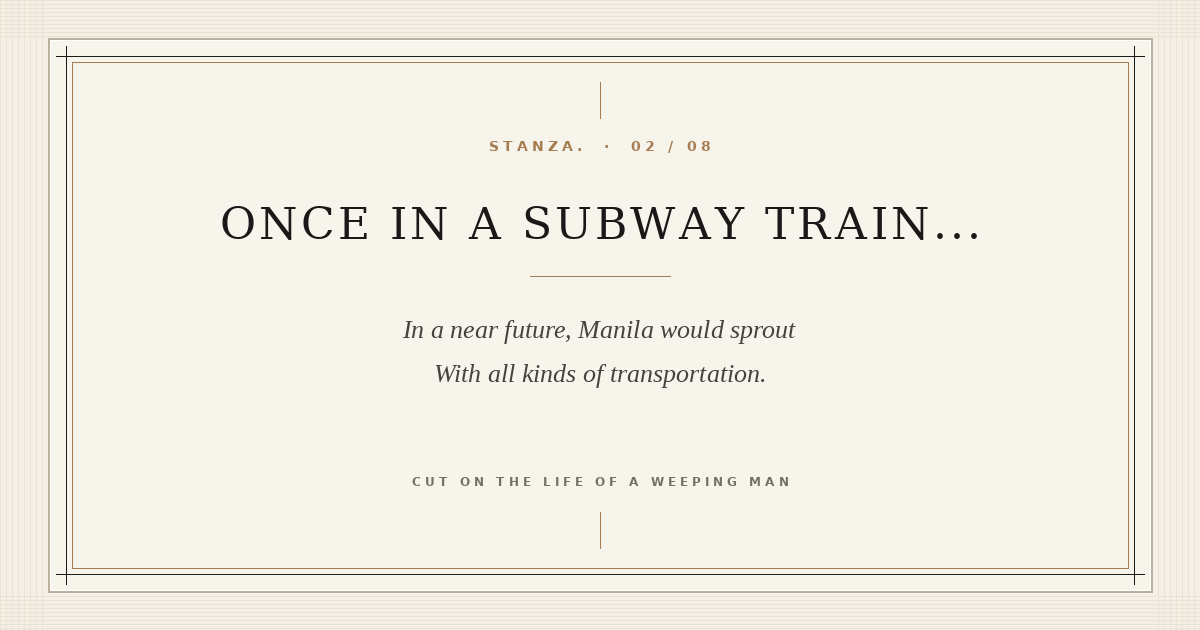 STANZA. · 02 / 08
ONCE IN A SUBWAY TRAIN...
In a near future, Manila would sprout
With all kinds of transportation.
CUT ON THE LIFE OF A WEEPING MAN